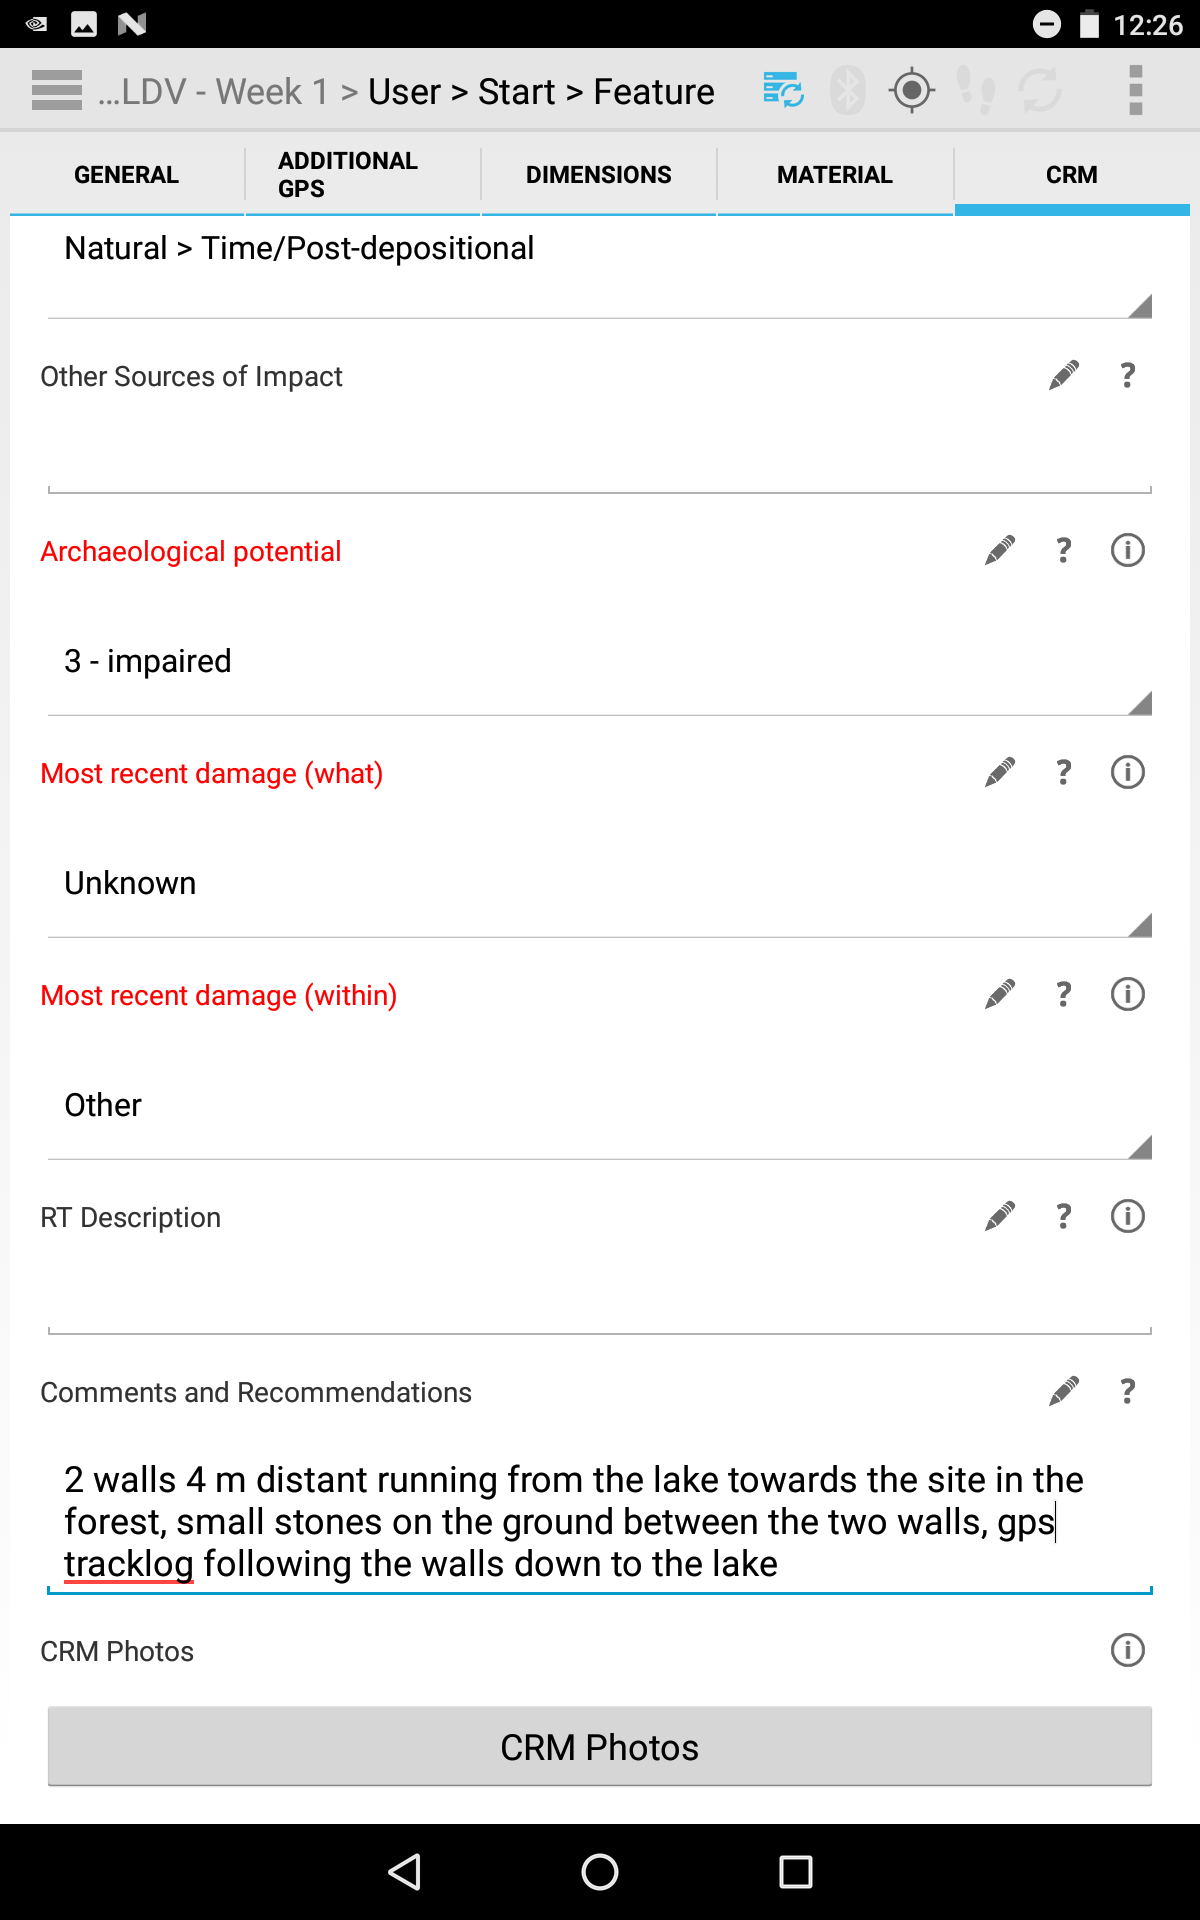 12:26
...LDV - Week 1 > User > Start > Feature
GENERAL
ADDITIONAL
GPS
DIMENSIONS
MATERIAL
CRM
Natural > Time/Post-depositional
Other Sources of Impact ?
Archaeological potential ?
3 - impaired
Most recent damage (what) ?
Unknown
Most recent damage (within) ?
Other
RT Description ?
Comments and Recommendations ?
2 walls 4 m distant running from the lake towards the site in the
forest, small stones on the ground between the two walls, gps
tracklog following the walls down to the lake
CRM Photos
CRM Photos